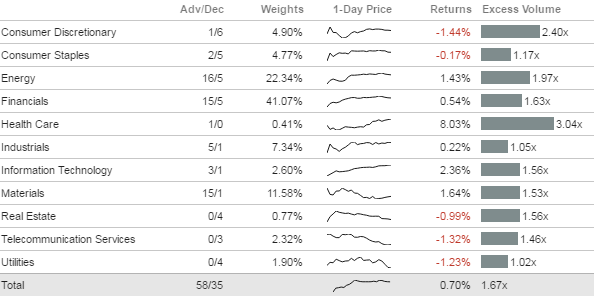 Adv/Dec Weights 1-Day Price Returns Excess Volume
Consumer Discretionary 1/6 4.90% -1.44% 2.40x
Consumer Staples 2/5 4.77% -0.17% 1.17x
Energy 16/5 22.34% 1.43% 1.97x
Financials 15/5 41.07% 0.54% 1.63x
Health Care 1/0 0.41% 8.03% 3.04x
Industrials 5/1 7.34% 0.22% 1.05x
Information Technology 3/1 2.60% 2.36% 1.56x
Materials 15/1 11.58% 1.64% 1.53x
Real Estate 0/4 0.77% -0.99% 1.56x
Telecommunication Services 0/3 2.32% -1.32% 1.46x
Utilities 0/4 1.90% -1.23% 1.02x
Total 58/35 0.70% 1.67x